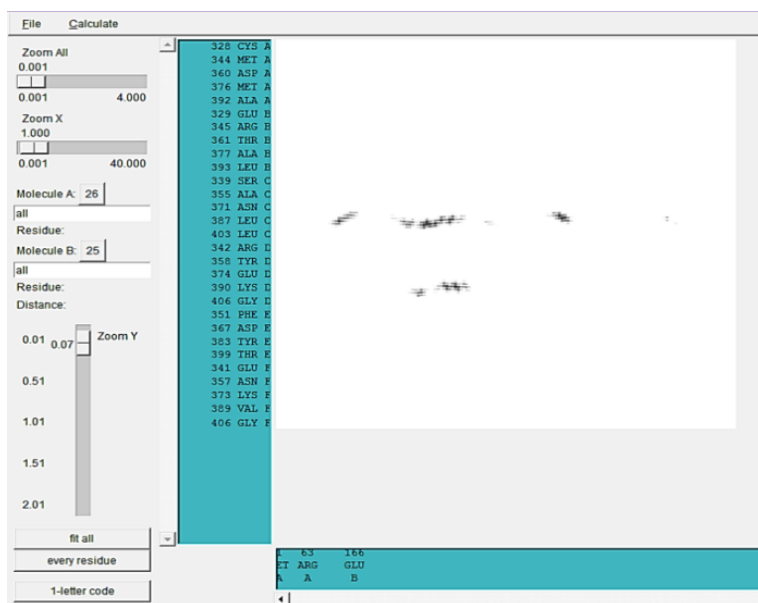 File Calculate
Zoom All
0.001
0.001 4.000
Zoom X
1.000
0.001 40.000
Molecule A: 26
all
Residue:
Molecule B: 25
all
Residue:
Distance:
0.01 0.07 Zoom Y
0.51
1.01
1.51
2.01
fit all
every residue
1-letter code
328 CYS A
344 MET A
360 ASP A
376 MET A
392 ALA A
329 GLU B
345 ARG B
361 THR B
377 ALA B
393 LEU B
339 SER C
355 ALA C
371 ASN C
387 LEU C
403 LEU C
342 ARG D
358 TYR D
374 GLU D
390 LYS D
406 GLY D
351 PHE E
367 ASP E
383 TYR E
399 THR E
341 GLU F
357 ASN F
373 LYS F
389 VAL F
406 GLY F
1 63 166
ET ARG GLU
A A B